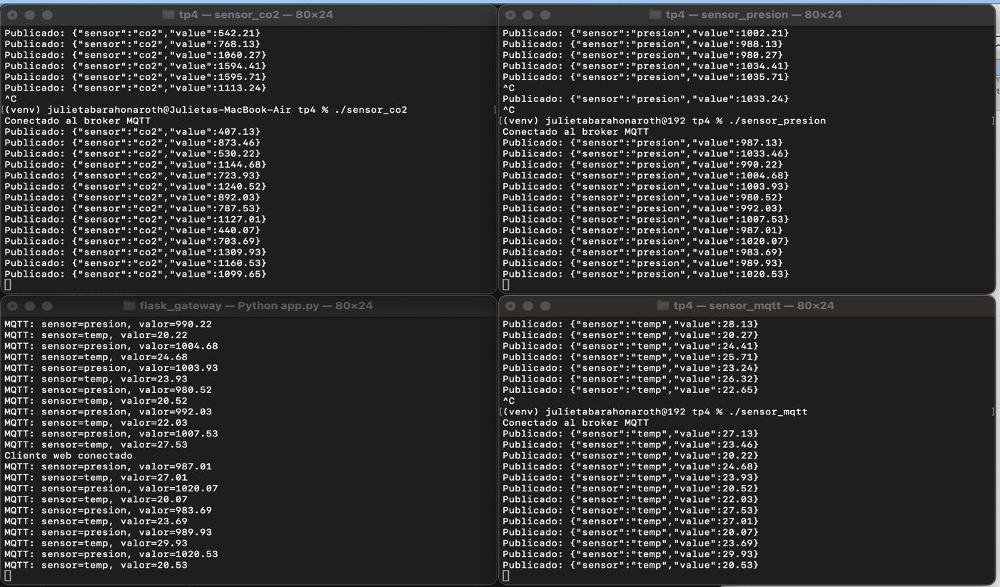 tp4 — sensor_co2 — 80×24
Publicado: {"sensor":"co2","value":542.21}
Publicado: {"sensor":"co2","value":768.13}
Publicado: {"sensor":"co2","value":1060.27}
Publicado: {"sensor":"co2","value":1594.41}
Publicado: {"sensor":"co2","value":1595.71}
Publicado: {"sensor":"co2","value":1113.24}
^C
[(venv) julietabarahonaroth@Julietas-MacBook-Air tp4 % ./sensor_co2 ]
Conectado al broker MQTT
Publicado: {"sensor":"co2","value":407.13}
Publicado: {"sensor":"co2","value":873.46}
Publicado: {"sensor":"co2","value":530.22}
Publicado: {"sensor":"co2","value":1144.68}
Publicado: {"sensor":"co2","value":723.93}
Publicado: {"sensor":"co2","value":1240.52}
Publicado: {"sensor":"co2","value":892.03}
Publicado: {"sensor":"co2","value":787.53}
Publicado: {"sensor":"co2","value":1127.01}
Publicado: {"sensor":"co2","value":440.07}
Publicado: {"sensor":"co2","value":703.69}
Publicado: {"sensor":"co2","value":1309.93}
Publicado: {"sensor":"co2","value":1160.53}
Publicado: {"sensor":"co2","value":1099.65}
tp4 — sensor_presion — 80×24
Publicado: {"sensor":"presion","value":1002.21}
Publicado: {"sensor":"presion","value":988.13}
Publicado: {"sensor":"presion","value":980.27}
Publicado: {"sensor":"presion","value":1034.41}
Publicado: {"sensor":"presion","value":1035.71}
^C
Publicado: {"sensor":"presion","value":1033.24}
^C
[(venv) julietabarahonaroth@192 tp4 % ./sensor_presion ]
Conectado al broker MQTT
Publicado: {"sensor":"presion","value":987.13}
Publicado: {"sensor":"presion","value":1033.46}
Publicado: {"sensor":"presion","value":990.22}
Publicado: {"sensor":"presion","value":1004.68}
Publicado: {"sensor":"presion","value":1003.93}
Publicado: {"sensor":"presion","value":980.52}
Publicado: {"sensor":"presion","value":992.03}
Publicado: {"sensor":"presion","value":1007.53}
Publicado: {"sensor":"presion","value":987.01}
Publicado: {"sensor":"presion","value":1020.07}
Publicado: {"sensor":"presion","value":983.69}
Publicado: {"sensor":"presion","value":989.93}
Publicado: {"sensor":"presion","value":1020.53}
flask_gateway — Python app.py — 80×24
MQTT: sensor=presion, valor=990.22
MQTT: sensor=temp, valor=20.22
MQTT: sensor=presion, valor=1004.68
MQTT: sensor=temp, valor=24.68
MQTT: sensor=presion, valor=1003.93
MQTT: sensor=temp, valor=23.93
MQTT: sensor=presion, valor=980.52
MQTT: sensor=temp, valor=20.52
MQTT: sensor=presion, valor=992.03
MQTT: sensor=temp, valor=22.03
MQTT: sensor=presion, valor=1007.53
MQTT: sensor=temp, valor=27.53
Cliente web conectado
MQTT: sensor=presion, valor=987.01
MQTT: sensor=temp, valor=27.01
MQTT: sensor=presion, valor=1020.07
MQTT: sensor=temp, valor=20.07
MQTT: sensor=presion, valor=983.69
MQTT: sensor=temp, valor=23.69
MQTT: sensor=presion, valor=989.93
MQTT: sensor=temp, valor=29.93
MQTT: sensor=presion, valor=1020.53
MQTT: sensor=temp, valor=20.53
tp4 — sensor_mqtt — 80×24
Publicado: {"sensor":"temp","value":28.13}
Publicado: {"sensor":"temp","value":20.27}
Publicado: {"sensor":"temp","value":24.41}
Publicado: {"sensor":"temp","value":25.71}
Publicado: {"sensor":"temp","value":23.24}
Publicado: {"sensor":"temp","value":26.32}
Publicado: {"sensor":"temp","value":22.65}
^C
[(venv) julietabarahonaroth@192 tp4 % ./sensor_mqtt ]
Conectado al broker MQTT
Publicado: {"sensor":"temp","value":27.13}
Publicado: {"sensor":"temp","value":23.46}
Publicado: {"sensor":"temp","value":20.22}
Publicado: {"sensor":"temp","value":24.68}
Publicado: {"sensor":"temp","value":23.93}
Publicado: {"sensor":"temp","value":20.52}
Publicado: {"sensor":"temp","value":22.03}
Publicado: {"sensor":"temp","value":27.53}
Publicado: {"sensor":"temp","value":27.01}
Publicado: {"sensor":"temp","value":20.07}
Publicado: {"sensor":"temp","value":23.69}
Publicado: {"sensor":"temp","value":29.93}
Publicado: {"sensor":"temp","value":20.53}